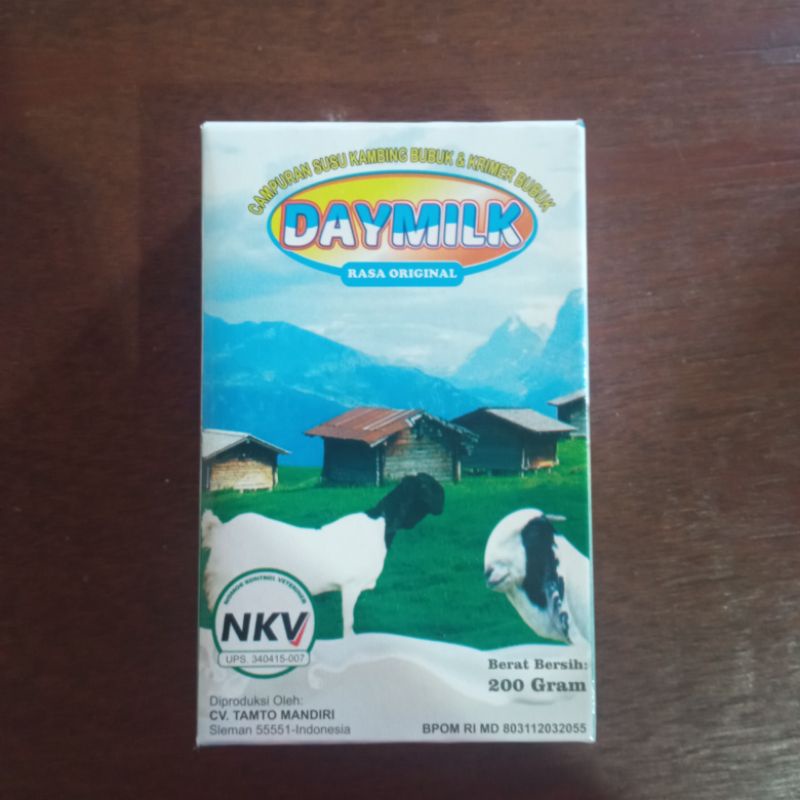 CAMPURAN SUSU KAMBING BUBUK & KRIMER BUBUK
DAYMILK
RASA ORIGINAL
NOMOR KONTROL VETERINER
NKV
UPS. 340415-007
Berat Bersih:
200 Gram
Diproduksi Oleh:
CV. TAMTO MANDIRI
Sleman 55551-Indonesia
BPOM RI MD 803112032055